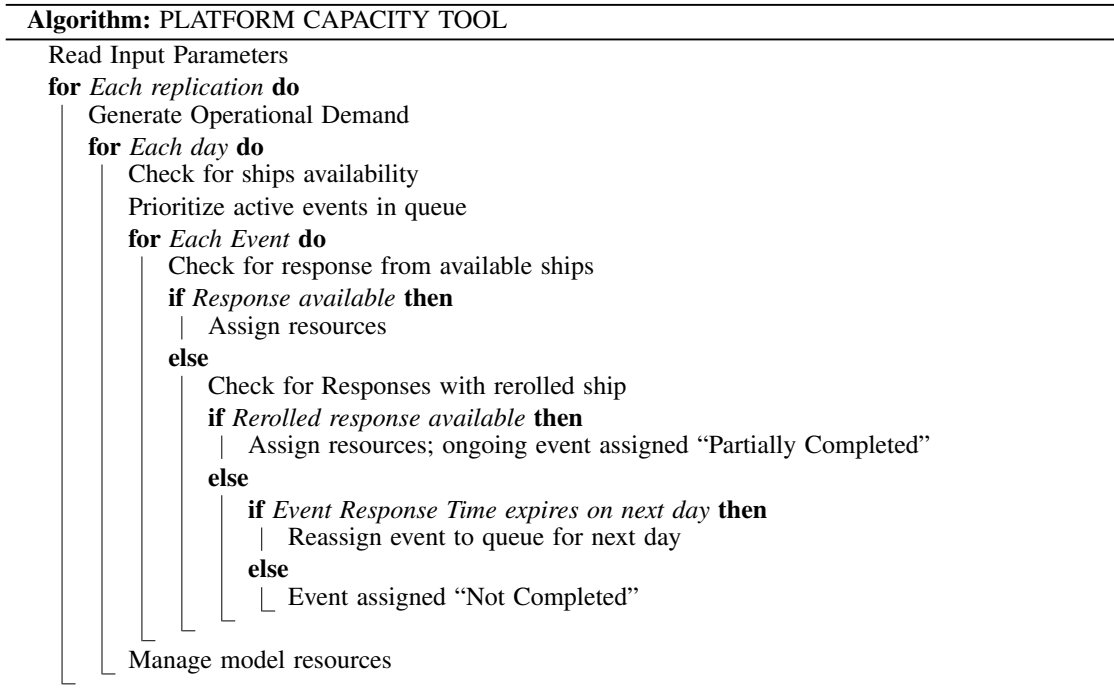 Algorithm: PLATFORM CAPACITY TOOL
Read Input Parameters
for Each replication do
Generate Operational Demand
for Each day do
Check for ships availability
Prioritize active events in queue
for Each Event do
Check for response from available ships
if Response available then
Assign resources
else
Check for Responses with rerolled ship
if Rerolled response available then
Assign resources; ongoing event assigned “Partially Completed”
else
if Event Response Time expires on next day then
Reassign event to queue for next day
else
Event assigned “Not Completed”
Manage model resources